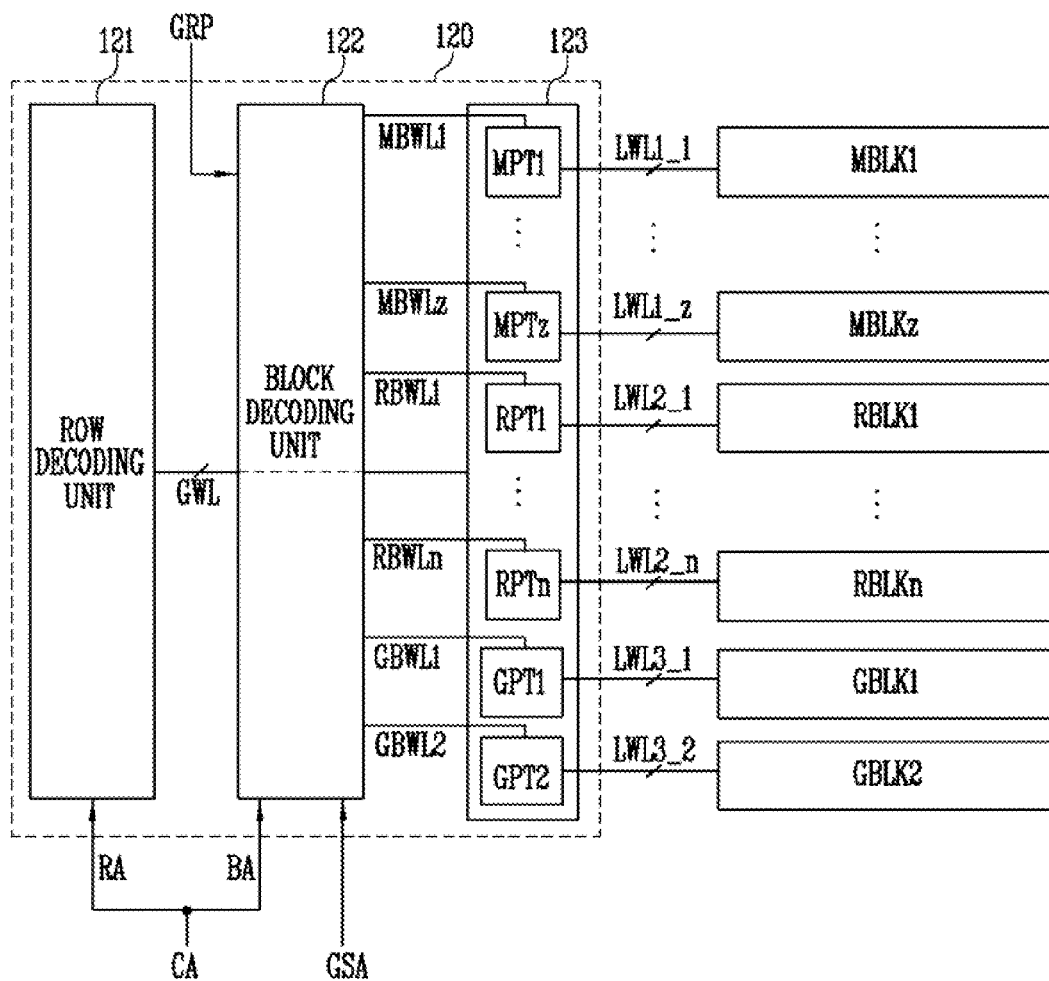 GRP
121
122
120
123
MBWL1
MPT1
LWL1_1
MBLK1
MBWLz
MPTz
LWL1_z
MBLKz
ROW
DECODING
UNIT
GWL
BLOCK
DECODING
UNIT
RBWL1
RPT1
LWL2_1
RBLK1
RBWLn
RPTn
LWL2_n
RBLKn
GBWL1
GPT1
LWL3_1
GBLK1
GBWL2
GPT2
LWL3_2
GBLK2
RA
BA
CA
GSA